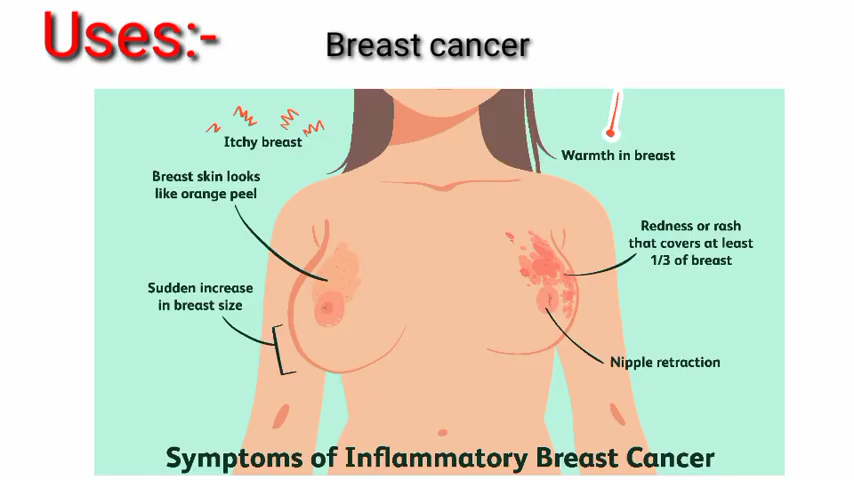 Uses:-
Breast cancer
Itchy breast
Warmth in breast
Breast skin looks
like orange peel
Redness or rash
that covers at least
1/3 of breast
Sudden increase
in breast size
Nipple retraction
Symptoms of Inflammatory Breast Cancer